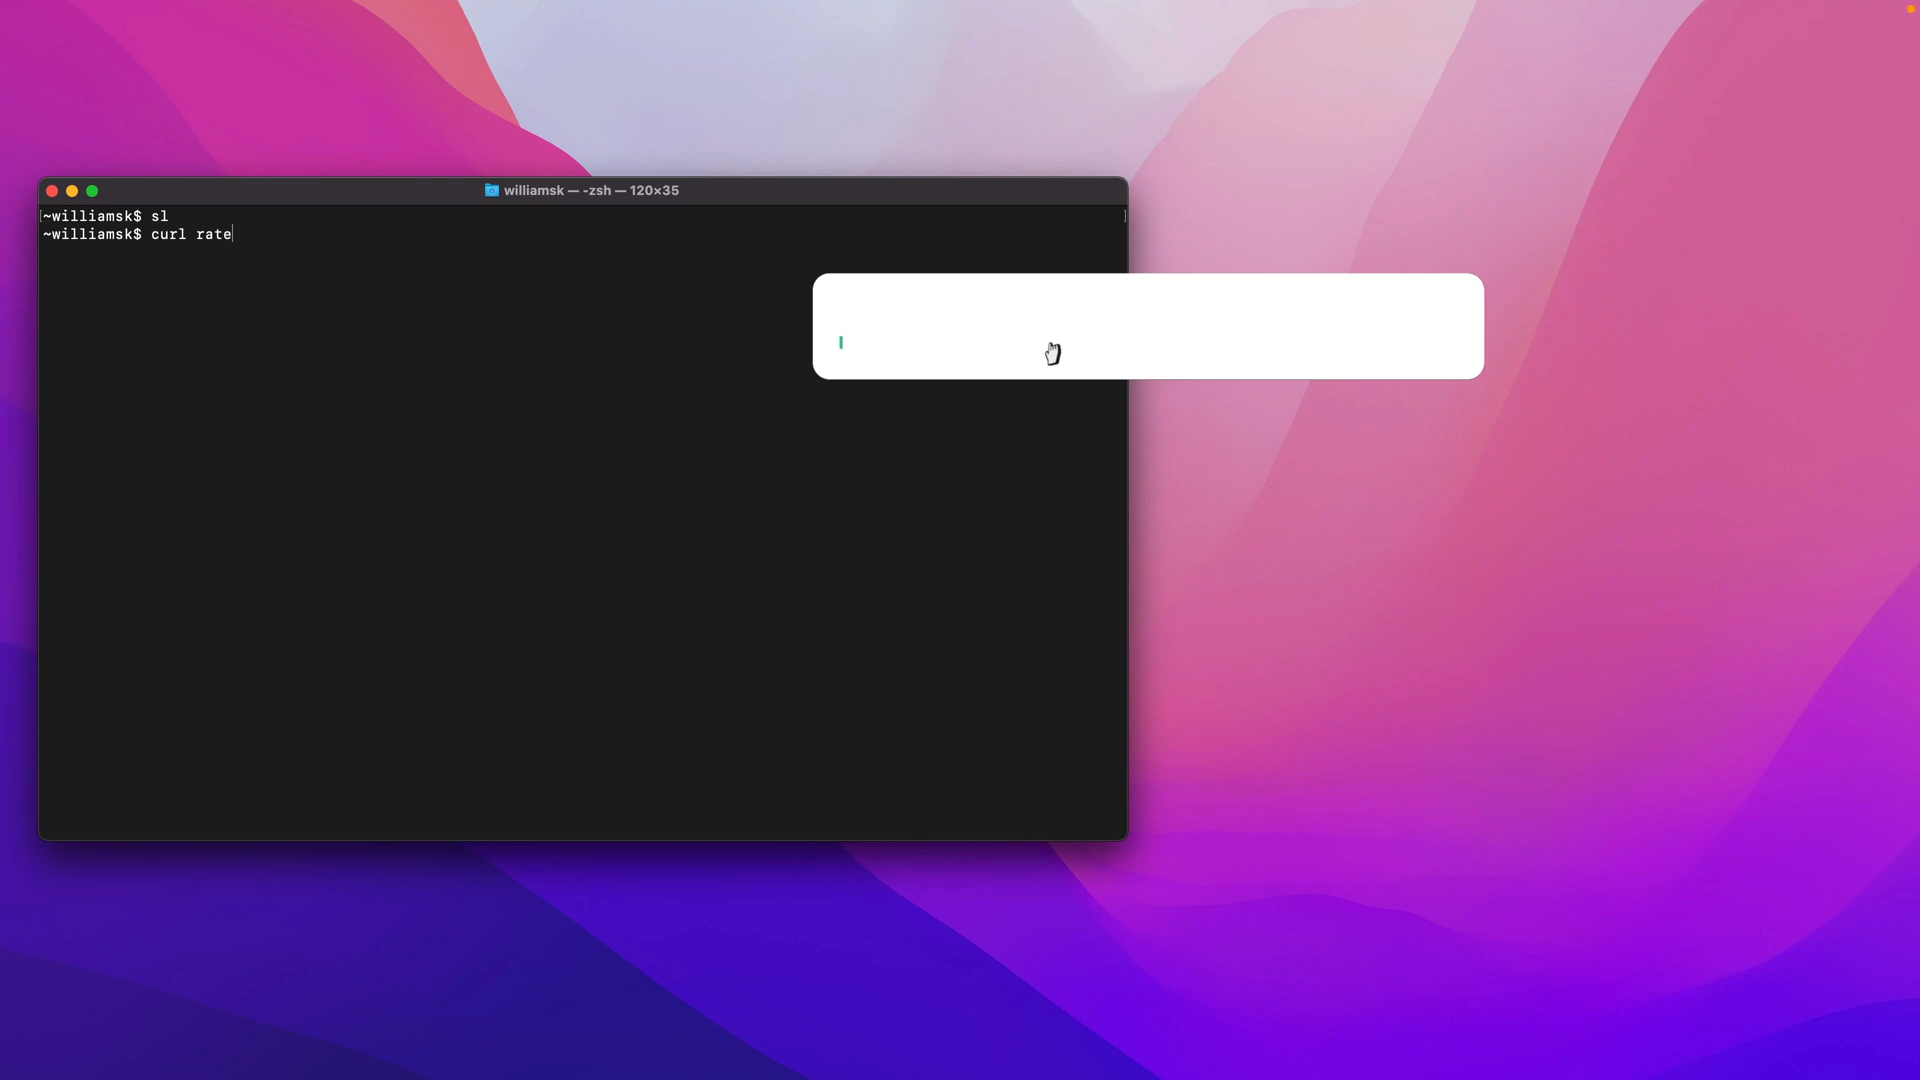 williamsk — -zsh — 120×35
[~williamsk$ sl ]
~williamsk$ curl rate